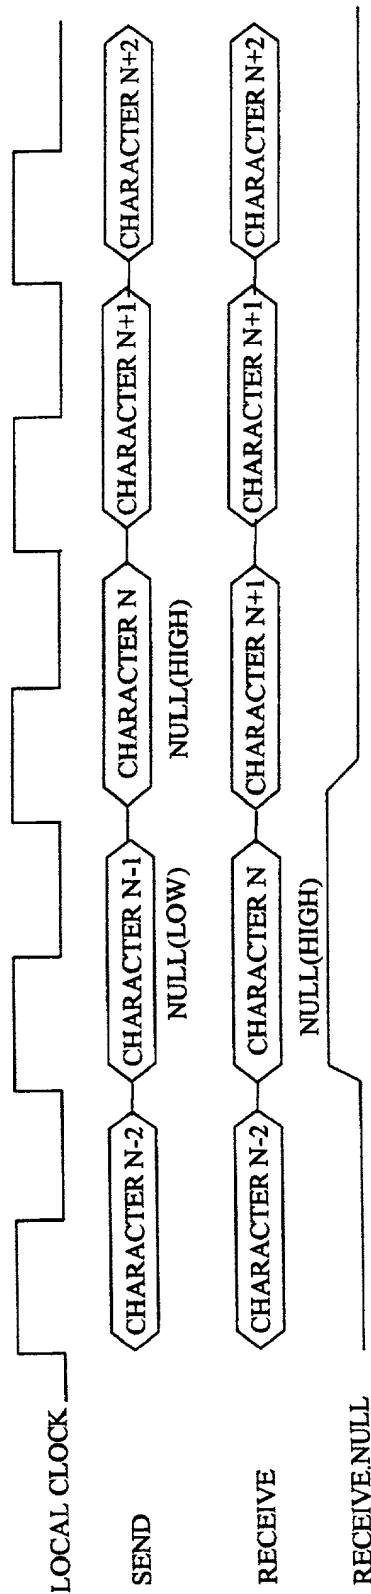 LOCAL CLOCK
SEND
CHARACTER N-2
CHARACTER N-1
CHARACTER N
CHARACTER N+1
CHARACTER N+2
NULL(LOW)
NULL(HIGH)
RECEIVE
CHARACTER N-2
CHARACTER N
CHARACTER N+1
CHARACTER N+1
CHARACTER N+2
NULL(HIGH)
RECEIVE.NULL